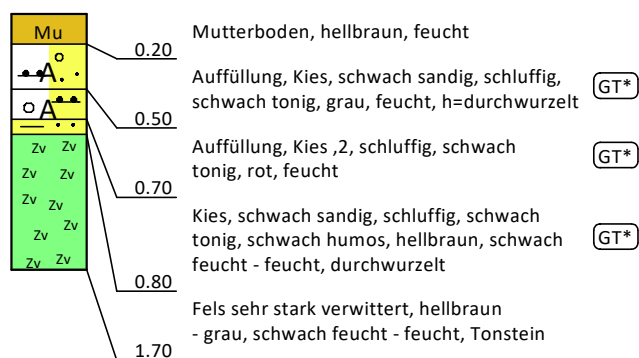 Mu
Mutterboden, hellbraun, feucht
0.20
A
Auffüllung, Kies, schwach sandig, schluffig,
schwach tonig, grau, feucht, h=durchwurzelt
GT*
0.50
A
Auffüllung, Kies ,2, schluffig, schwach
tonig, rot, feucht
GT*
0.70
Zv Zv
Zv Zv
Zv Zv
Zv Zv
Zv Zv
Kies, schwach sandig, schluffig, schwach
tonig, schwach humos, hellbraun, schwach
feucht - feucht, durchwurzelt
GT*
0.80
Fels sehr stark verwittert, hellbraun
- grau, schwach feucht - feucht, Tonstein
1.70